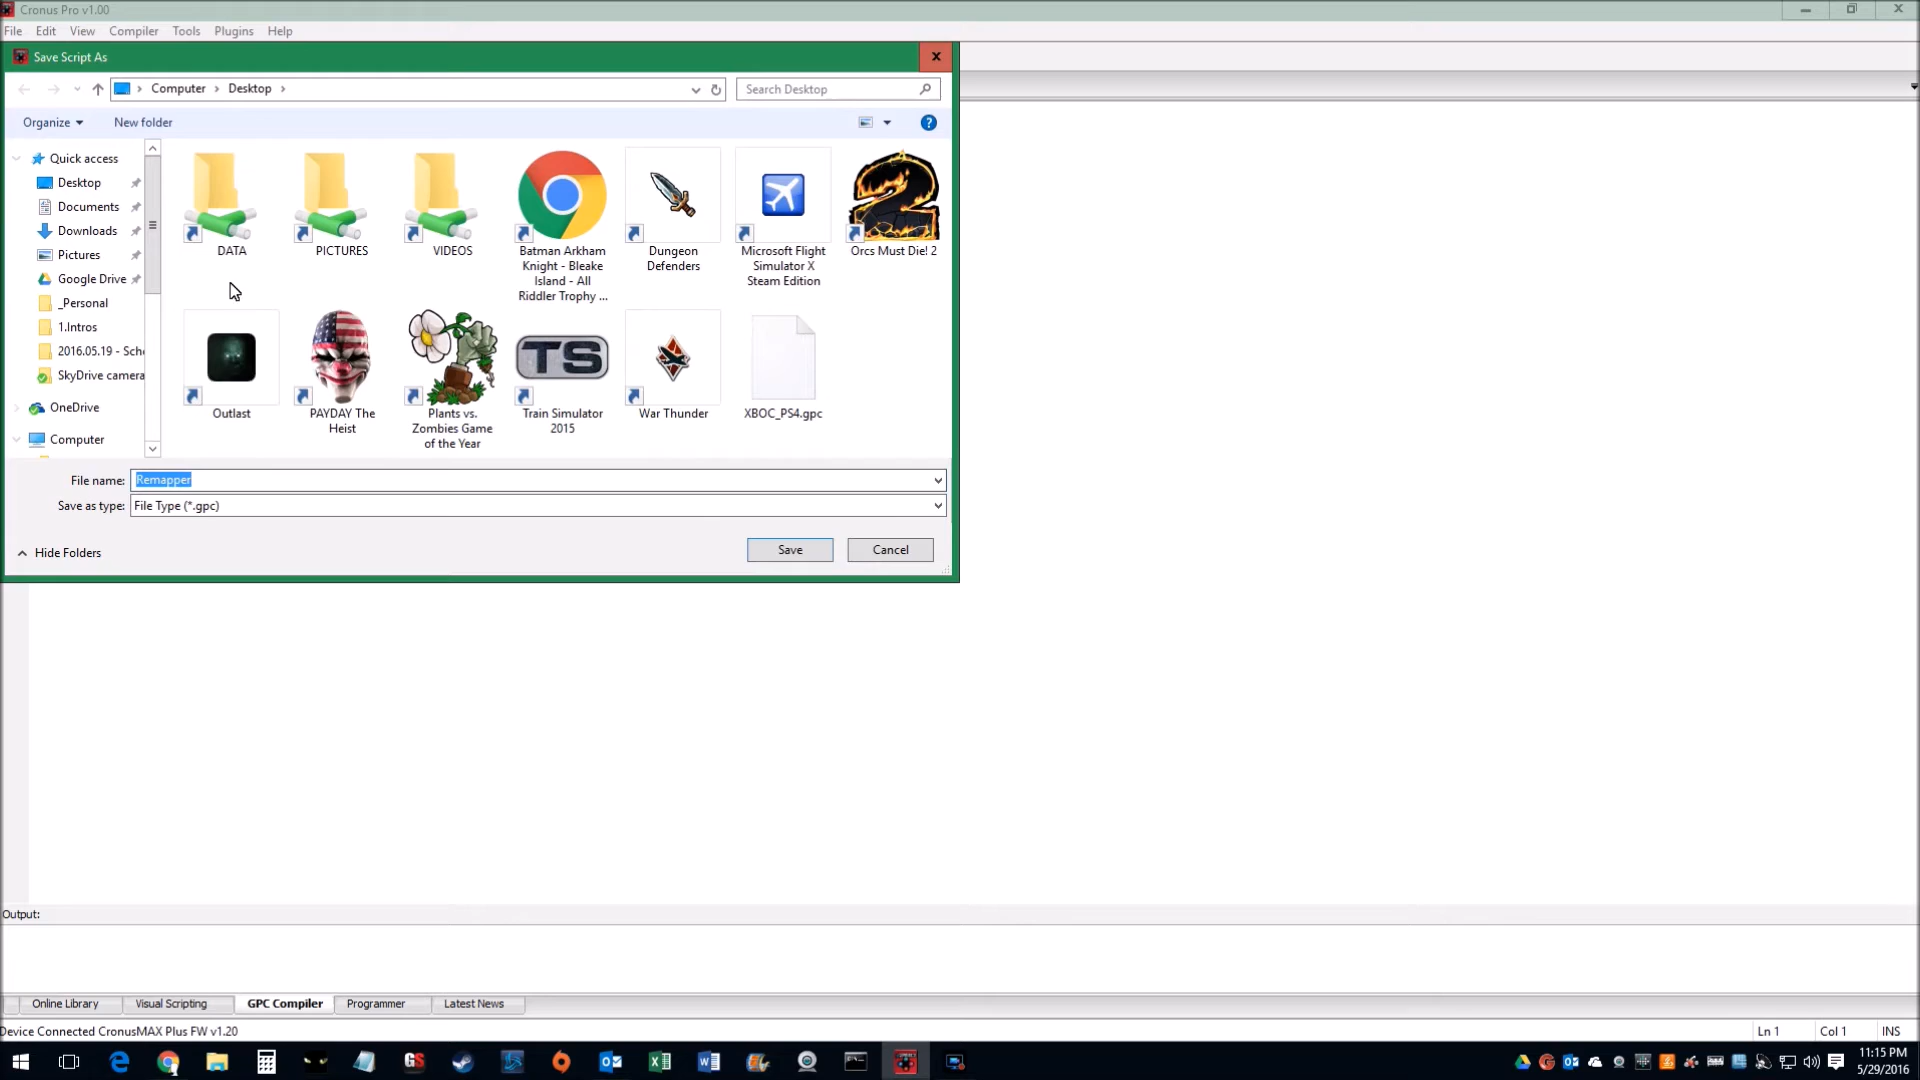 Cronus Pro v1.00
File Edit View Compiler Tools Plugins Help
Save Script As
Computer Desktop
Search Desktop
Organize New folder
Quick access
Desktop
Documents
Downloads
Pictures
Google Drive
_Personal
1.Intros
2016.05.19 - Sch
SkyDrive camera
OneDrive
Computer
DATA
PICTURES
VIDEOS
Batman Arkham
Knight - Bleake
Island - All
Riddler Trophy ...
Dungeon
Defenders
Microsoft Flight
Simulator X
Steam Edition
Orcs Must Die! 2
Outlast
PAYDAY The
Heist
Plants vs.
Zombies Game
of the Year
TS
Train Simulator
2015
War Thunder
XBOC_PS4.gpc
File name: Remapper
Save as type: File Type (*.gpc)
Hide Folders
Save Cancel
Output:
Online Library Visual Scripting GPC Compiler Programmer Latest News
Device Connected CronusMAX Plus FW v1.20
Ln 1 Col 1 INS
GS
11:15 PM
5/29/2016